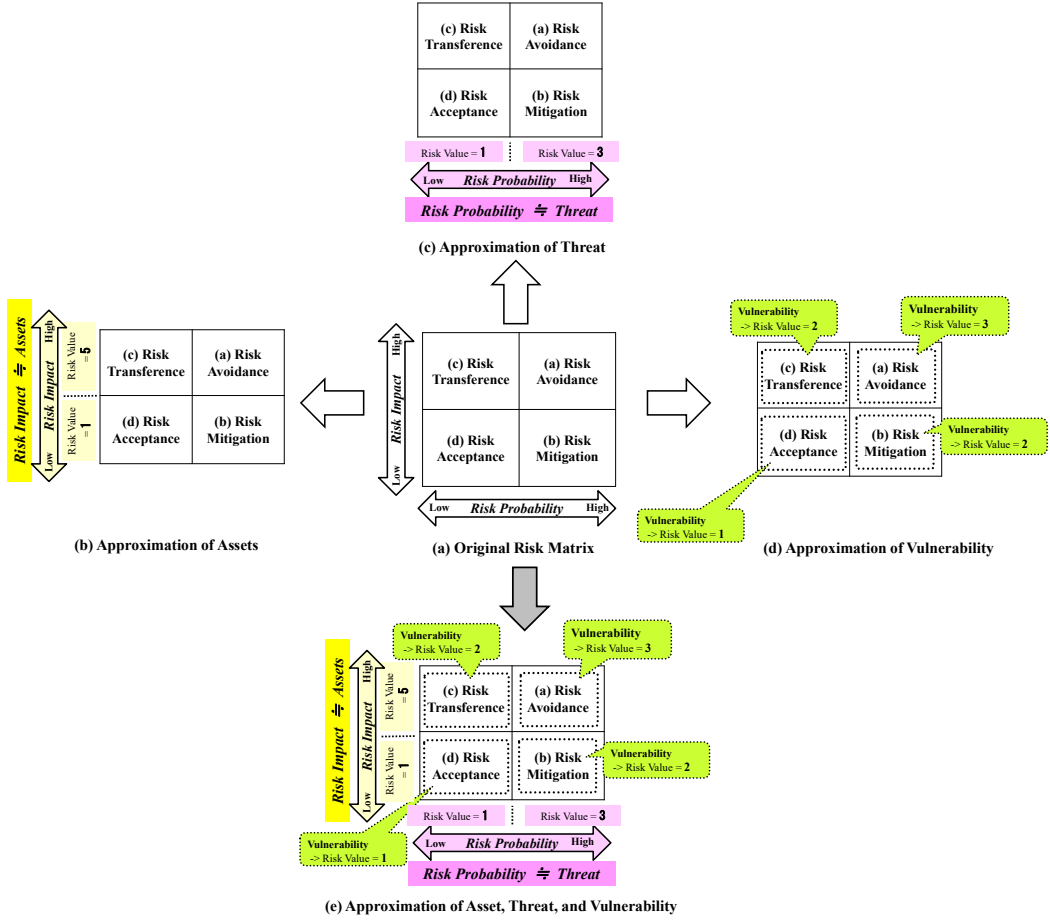 (c) Risk
Transference
(a) Risk
Avoidance
(d) Risk
Acceptance
(b) Risk
Mitigation
Risk Value = 1
Risk Value = 3
Low
Risk Probability
High
Risk Probability ≒ Threat
(c) Approximation of Threat
Risk Impact ≒ Assets
High
Risk Impact
Low
Risk Value
= 5
Risk Value
= 1
(c) Risk
Transference
(a) Risk
Avoidance
(d) Risk
Acceptance
(b) Risk
Mitigation
(b) Approximation of Assets
High
Risk Impact
Low
(c) Risk
Transference
(a) Risk
Avoidance
(d) Risk
Acceptance
(b) Risk
Mitigation
Low
Risk Probability
High
(a) Original Risk Matrix
Vulnerability
-> Risk Value = 2
Vulnerability
-> Risk Value = 3
(c) Risk
Transference
(a) Risk
Avoidance
(d) Risk
Acceptance
(b) Risk
Mitigation
Vulnerability
-> Risk Value = 2
Vulnerability
-> Risk Value = 1
(d) Approximation of Vulnerability
Vulnerability
-> Risk Value = 2
Vulnerability
-> Risk Value = 3
Risk Impact ≒ Assets
High
Risk Impact
Low
Risk Value
= 5
Risk Value
= 1
(c) Risk
Transference
(a) Risk
Avoidance
(d) Risk
Acceptance
(b) Risk
Mitigation
Vulnerability
-> Risk Value = 2
Risk Value = 1
Risk Value = 3
Vulnerability
-> Risk Value = 1
Low
Risk Probability
High
Risk Probability ≒ Threat
(e) Approximation of Asset, Threat, and Vulnerability